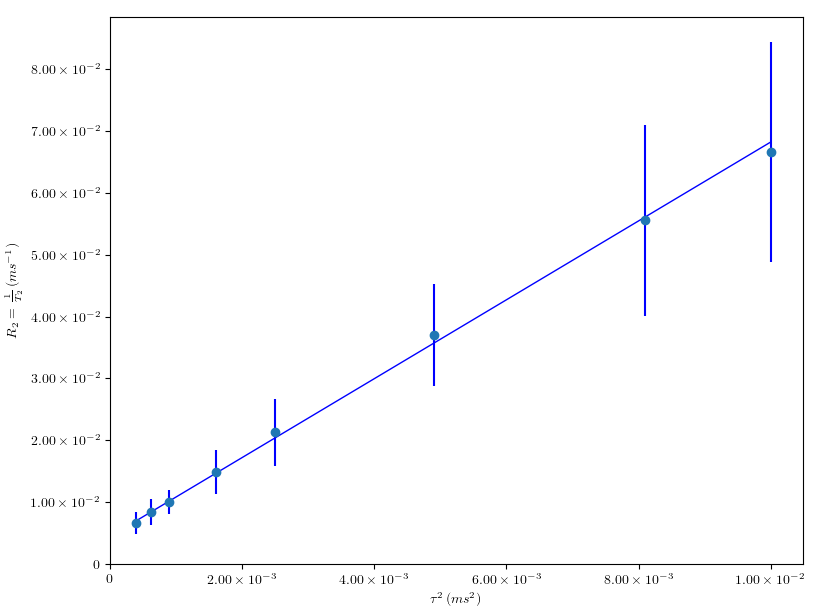 8.00 × 10⁻²
7.00 × 10⁻²
6.00 × 10⁻²
5.00 × 10⁻²
4.00 × 10⁻²
3.00 × 10⁻²
2.00 × 10⁻²
1.00 × 10⁻²
0
R₂ = 1/T₂ (ms⁻¹)
0 2.00 × 10⁻³ 4.00 × 10⁻³ 6.00 × 10⁻³ 8.00 × 10⁻³ 1.00 × 10⁻²
τ² (ms²)